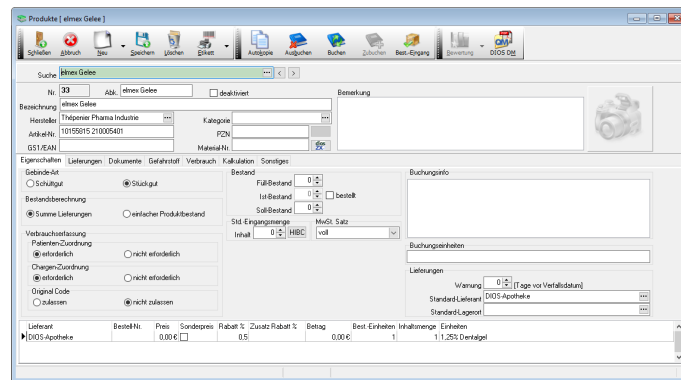 Produkte [ elmex Gelee ]
Schließen Abbruch Neu Speichern Löschen Etikett Autokopie Ausbuchen Buchen Zubuchen Best.-Eingang Bewertung DIOS DM
Suche elmex Gelee
Nr. 33 Abk. elmex Gelee deaktiviert Bemerkung
Bezeichnung elmex Gelee
Hersteller Thépenier Pharma Industrie Kategorie
Artikel-Nr. 10155815 210005401 PZN
GS1/EAN Material-Nr.
Eigenschaften Lieferungen Dokumente Gefahrstoff Verbrauch Kalkulation Sonstiges
Gebinde-Art Bestand Buchungsinfo
Schüttgut Stückgut Füll-Bestand 0
Bestandsberechnung Ist-Bestand 0 bestellt
Summe Lieferungen einfacher Produktbestand Soll-Bestand 0
Std.-Eingangsmenge MwSt. Satz
Verbrauchserfassung Inhalt 0 HIBC voll
Patienten-Zuordnung Buchungseinheiten
erforderlich nicht erforderlich
Chargen-Zuordnung Lieferungen
erforderlich nicht erforderlich Warnung 0 (Tage vor Verfallsdatum)
Original Code Standard-Lieferant DIOS-Apotheke
zulassen nicht zulassen Standard-Lagerort
Lieferant Bestell-Nr. Preis Sonderpreis Rabatt % Zusatz Rabatt % Betrag Best.-Einheiten Inhaltsmenge Einheiten
DIOS-Apotheke 0,00 € 0,5 0,00 € 1 1 1,25% Dentalgel